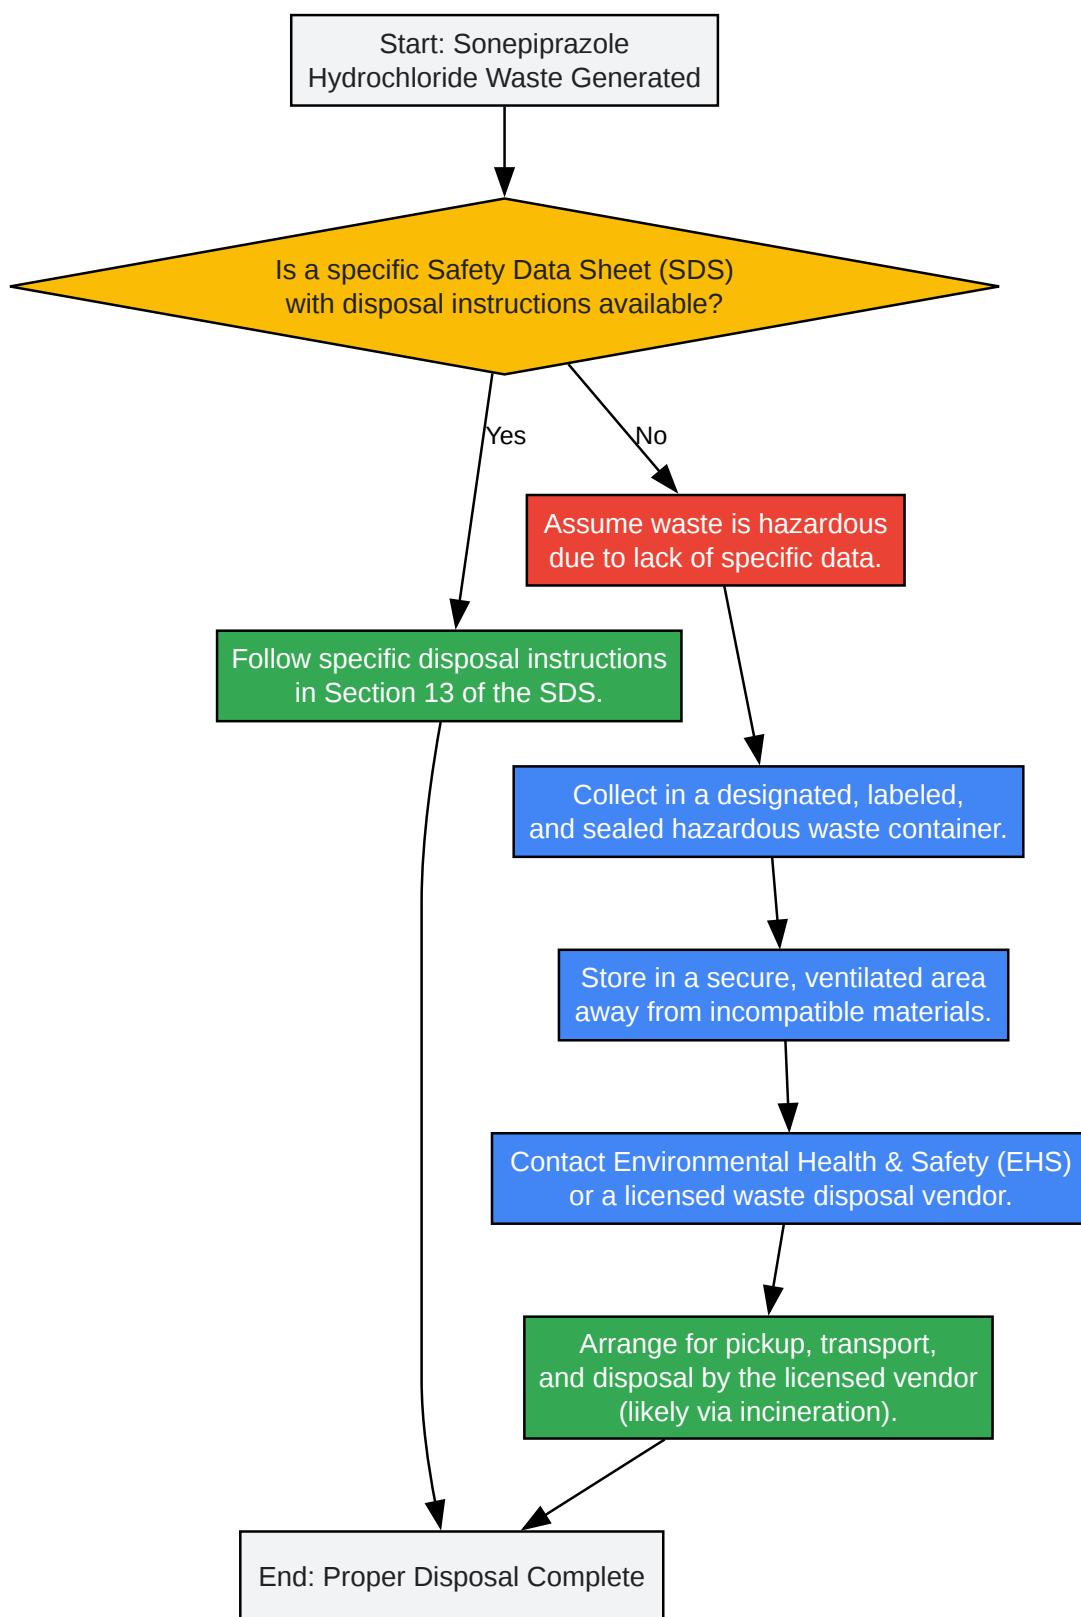 Start: Sonepiprazole
Hydrochloride Waste Generated
Is a specific Safety Data Sheet (SDS)
with disposal instructions available?
Yes
No
Assume waste is hazardous
due to lack of specific data.
Follow specific disposal instructions
in Section 13 of the SDS.
Collect in a designated, labeled,
and sealed hazardous waste container.
Store in a secure, ventilated area
away from incompatible materials.
Contact Environmental Health & Safety (EHS)
or a licensed waste disposal vendor.
Arrange for pickup, transport,
and disposal by the licensed vendor
(likely via incineration).
End: Proper Disposal Complete